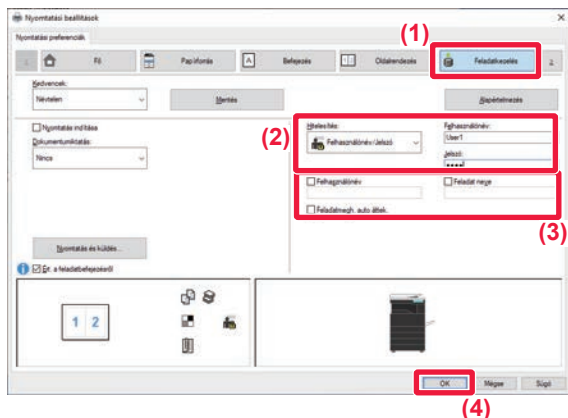 Nyomtatási beállítások
Nyomtatási preferenciák
(1)
Fő
Papírforrás
Befejezés
Oldalrendezés
Feladatkezelés
Kedvencek:
Névtelen
Mentés
Alapértelmezés
Nyomtatás indítása
Dokumentumiktatás:
Nincs
(2)
Hitelesítés:
Felhasználónév/Jelszó
Felhasználónév:
User1
Jelszó:
••••
Felhasználónév
Feladat neve
Feladatmegh. auto áttek.
(3)
Nyomtatás és küldés...
Ért. a feladatbefejezésről
1 2
OK
Mégse
Súgó
(4)